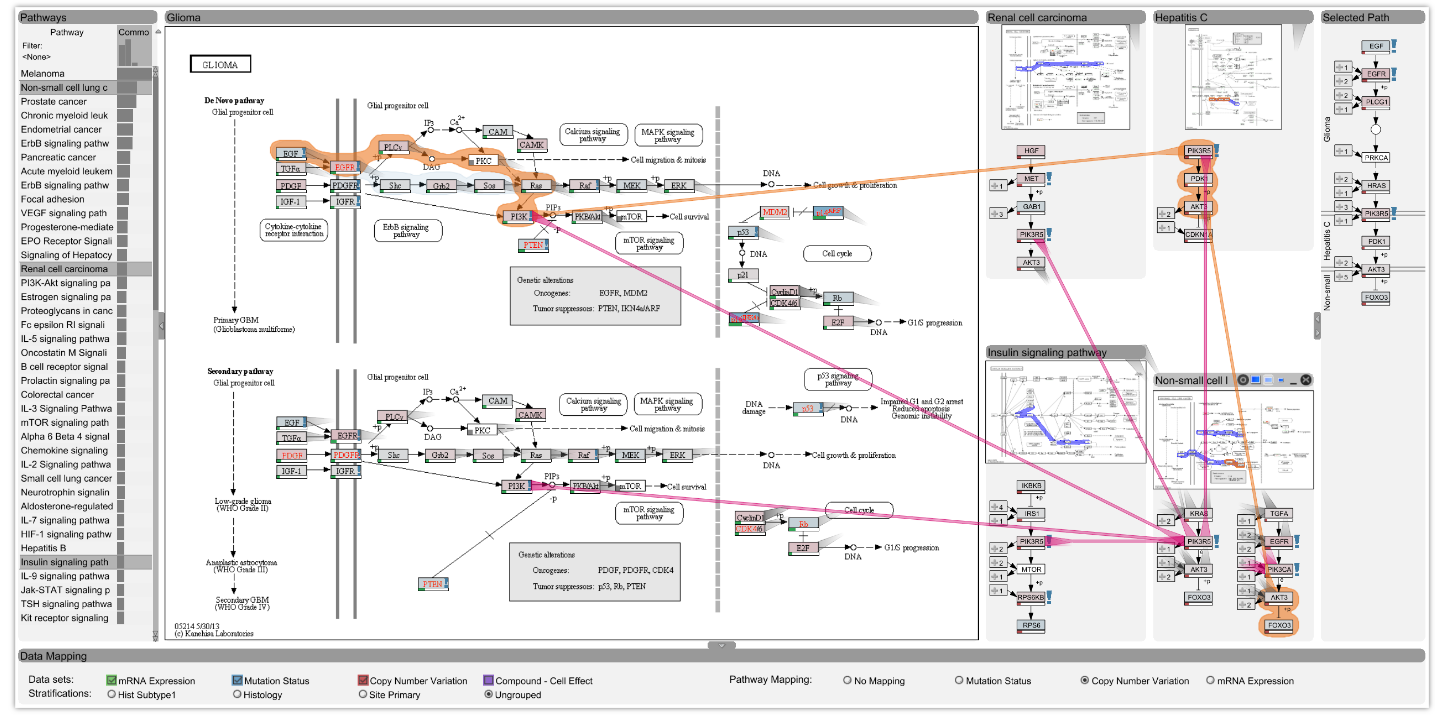 Pathways
Pathway
Commo
Filter:
<None>
Melanoma
Non-small cell lung c
Prostate cancer
Chronic myeloid leuk
Endometrial cancer
ErbB signaling pathw
Pancreatic cancer
Acute myeloid leukem
ErbB signaling pathw
Focal adhesion
VEGF signaling path
Progesterone-mediate
EPO Receptor Signali
Signaling of Hepatocy
Renal cell carcinoma
PI3K-Akt signaling pa
Estrogen signaling pa
Proteoglycans in canc
Fc epsilon RI signali
IL-5 signaling pathwa
Oncostatin M Signali
B cell receptor signal
Prolactin signaling pa
Colorectal cancer
IL-3 Signaling Pathwa
mTOR signaling path
Alpha 6 Beta 4 signal
Chemokine signaling
IL-2 Signaling pathwa
Small cell lung cancer
Neurotrophin signalin
Aldosterone-regulated
IL-7 signaling pathwa
HIF-1 signaling pathw
Hepatitis B
Insulin signaling path
IL-9 signaling pathwa
Jak-STAT signaling p
TSH signaling pathwa
Kit receptor signaling
Glioma
GLIOMA
De Novo pathway
Glial progenitor cell
Glial progenitor cell
IP3 Ca2+
CAM
CAMK
Calcium signaling
pathway
MAPK signaling
pathway
EGF
TGFα
EGFR
PLCγ
DAG
PKC
Cell migration & mitosis
PDGF
PDGFR
Shc
Grb2
Sos
Ras
Raf
MEK
ERK
DNA
Cell growth & proliferation
IGF-1
IGFR
PI3K
PIP3
PKB/Akt
mTOR
Cell survival
PTEN
Cytokine-cytokine
receptor interaction
ErbB signaling
pathway
mTOR signaling
pathway
MDM2
p53
DNA
p21
Cell cycle
CyclinD1
CDK4/6
Rb
E2F
DNA
G1/S progression
Genetic alterations
Oncogenes: EGFR, MDM2
Tumor suppressors: PTEN, IKN4a/ARF
Primary GBM
(Glioblastoma multiforme)
Secondary pathway
Glial progenitor cell
Glial progenitor cell
IP3 Ca2+
CAM
CAMK
Calcium signaling
pathway
MAPK signaling
pathway
p53 signaling
pathway
EGF
TGFα
EGFR
PLCγ
DAG
PKC
Cell migration & mitosis
DNA
damage
p53
DNA
Impaired G1 and G2 arrest
Reduced apoptosis
Genomic instability
PDGF
PDGFR
Shc
Grb2
Sos
Ras
Raf
MEK
ERK
DNA
Cell growth & proliferation
IGF-1
IGFR
PI3K
PIP3
PKB/Akt
mTOR
Cell survival
mTOR signaling
pathway
Cell cycle
CyclinD1
CDK4/6
Rb
E2F
DNA
G1/S progression
Low-grade glioma
(WHO Grade II)
Anaplastic astrocytoma
(WHO Grade III)
Secondary GBM
(WHO Grade IV)
PTEN
Genetic alterations
Oncogenes: PDGF, PDGFR, CDK4
Tumor suppressors: p53, Rb, PTEN
05214 5/30/13
(c) Kanehisa Laboratories
Renal cell carcinoma
HGF
MET
GAB1
PIK3R5
AKT3
Hepatitis C
PIK3R5
PDK1
AKT3
CDKN1A
Insulin signaling pathway
IKBKB
IRS1
PIK3R5
MTOR
RPS6KB
RPS6
Non-small cell l
KRAS
PIK3R5
AKT3
FOXO3
TGFA
EGFR
PIK3CA
AKT3
FOXO3
Selected Path
Glioma
Hepatitis C
Non-small
EGF
EGFR
PLCG1
PRKCA
HRAS
PIK3R5
PDK1
AKT3
FOXO3
Data Mapping
Data sets: mRNA Expression Mutation Status Copy Number Variation Compound - Cell Effect
Stratifications: Hist Subtype1 Histology Site Primary Ungrouped
Pathway Mapping: No Mapping Mutation Status Copy Number Variation mRNA Expression